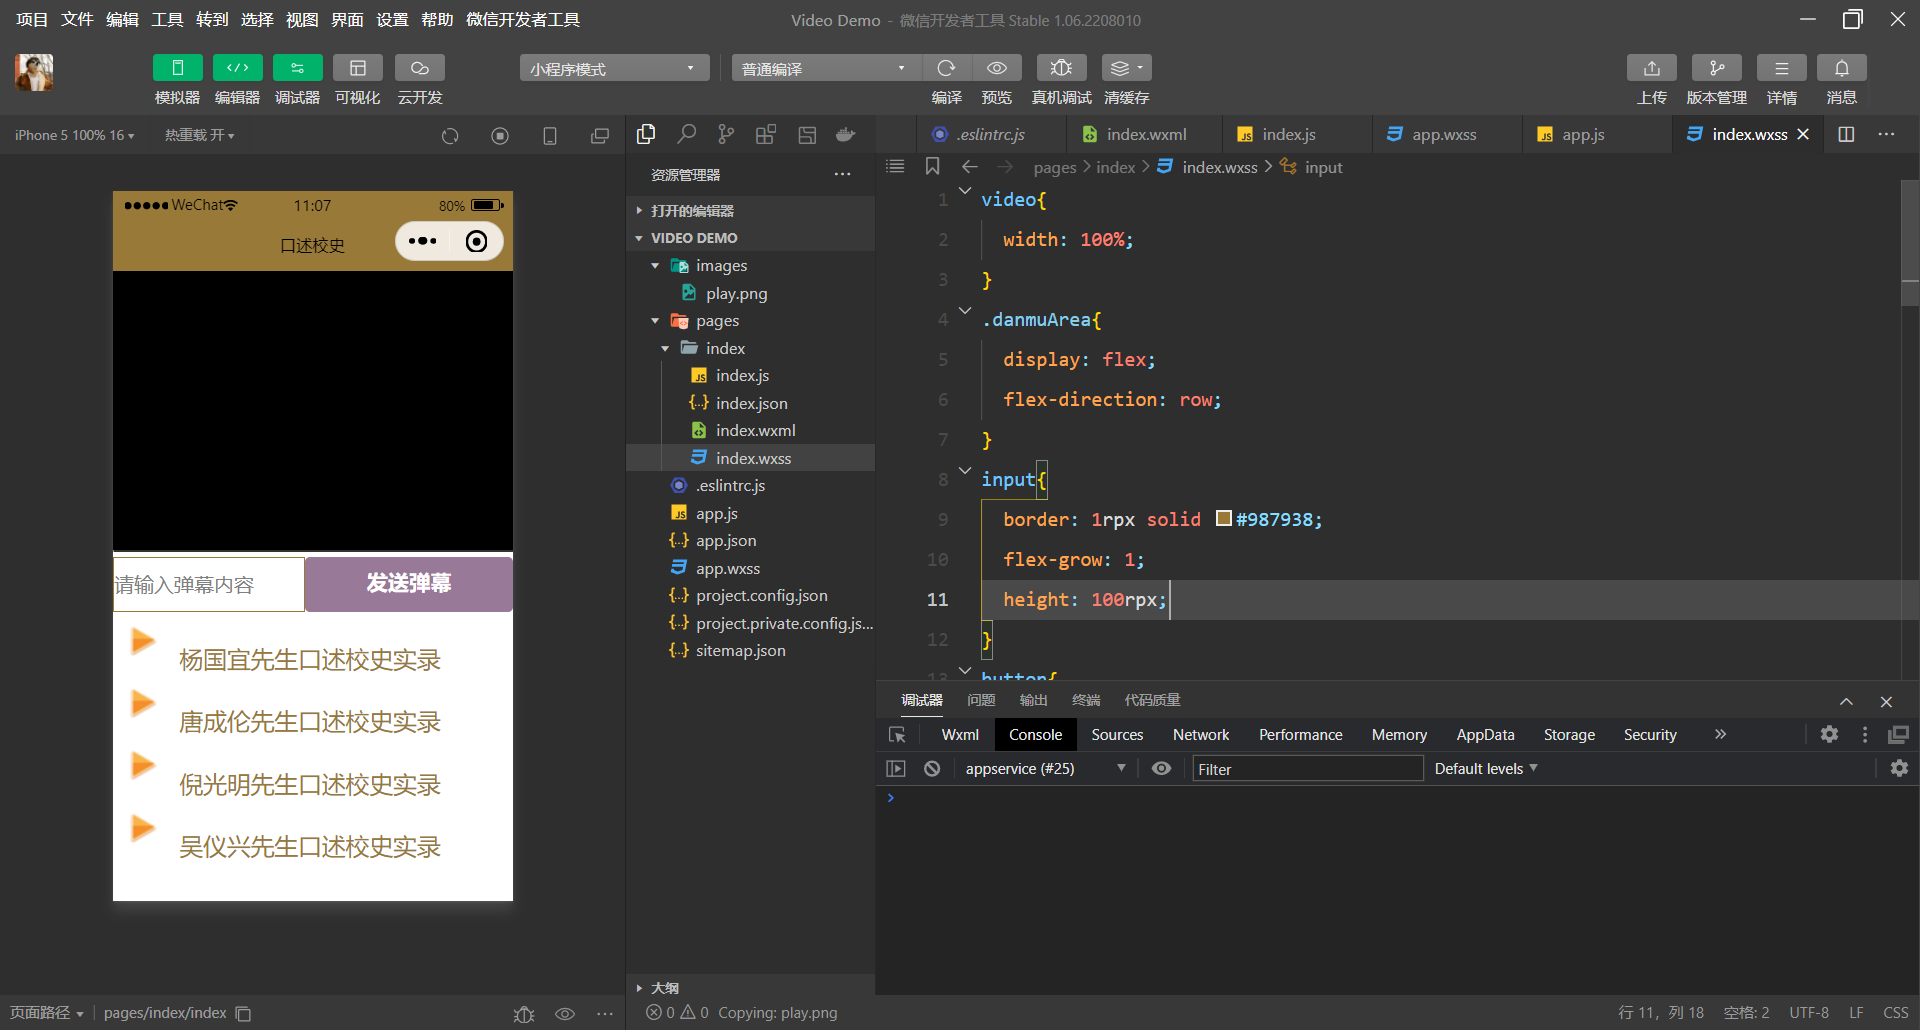 项目 文件 编辑 工具 转到 选择 视图 界面 设置 帮助 微信开发者工具
Video Demo - 微信开发者工具 Stable 1.06.2208010
模拟器 编辑器 调试器 可视化 云开发
小程序模式
普通编译
编译 预览 真机调试 清缓存
上传 版本管理 详情 消息
iPhone 5 100% 16
热重载 开
WeChat
11:07
80%
口述校史
请输入弹幕内容
发送弹幕
杨国宜先生口述校史实录
唐成伦先生口述校史实录
倪光明先生口述校史实录
吴仪兴先生口述校史实录
页面路径
pages/index/index
资源管理器
打开的编辑器
VIDEO DEMO
images
play.png
pages
index
index.js
index.json
index.wxml
index.wxss
.eslintrc.js
app.js
app.json
app.wxss
project.config.json
project.private.config.js...
sitemap.json
大纲
0 0 Copying: play.png
.eslintrc.js
index.wxml
index.js
app.wxss
app.js
index.wxss
pages > index > index.wxss > input
1 video{
2 width: 100%;
3 }
4 .danmuArea{
5 display: flex;
6 flex-direction: row;
7 }
8 input{
9 border: 1rpx solid #987938;
10 flex-grow: 1;
11 height: 100rpx;
12 }
13 button{
调试器 问题 输出 终端 代码质量
Wxml Console Sources Network Performance Memory AppData Storage Security
appservice (#25)
Filter
Default levels
行 11, 列 18 空格: 2 UTF-8 LF CSS